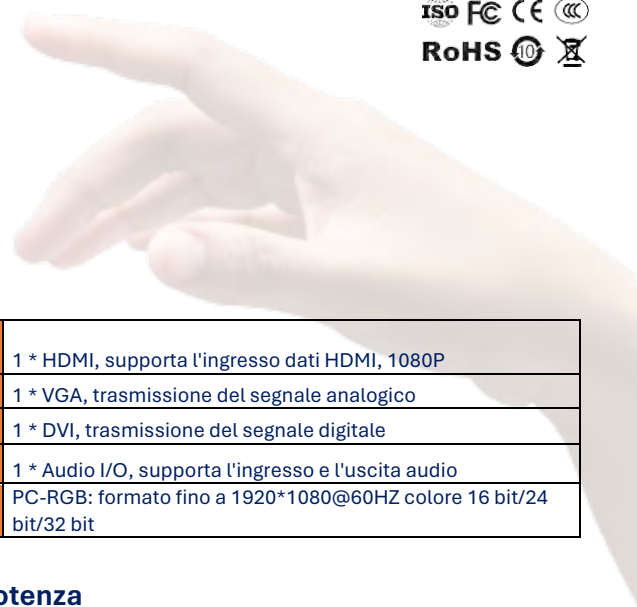 ISO FC CE CCC
RoHS 10
1 * HDMI, supporta l'ingresso dati HDMI, 1080P
1 * VGA, trasmissione del segnale analogico
1 * DVI, trasmissione del segnale digitale
1 * Audio I/O, supporta l'ingresso e l'uscita audio
PC-RGB: formato fino a 1920*1080@60HZ colore 16 bit/24
bit/32 bit
otenza